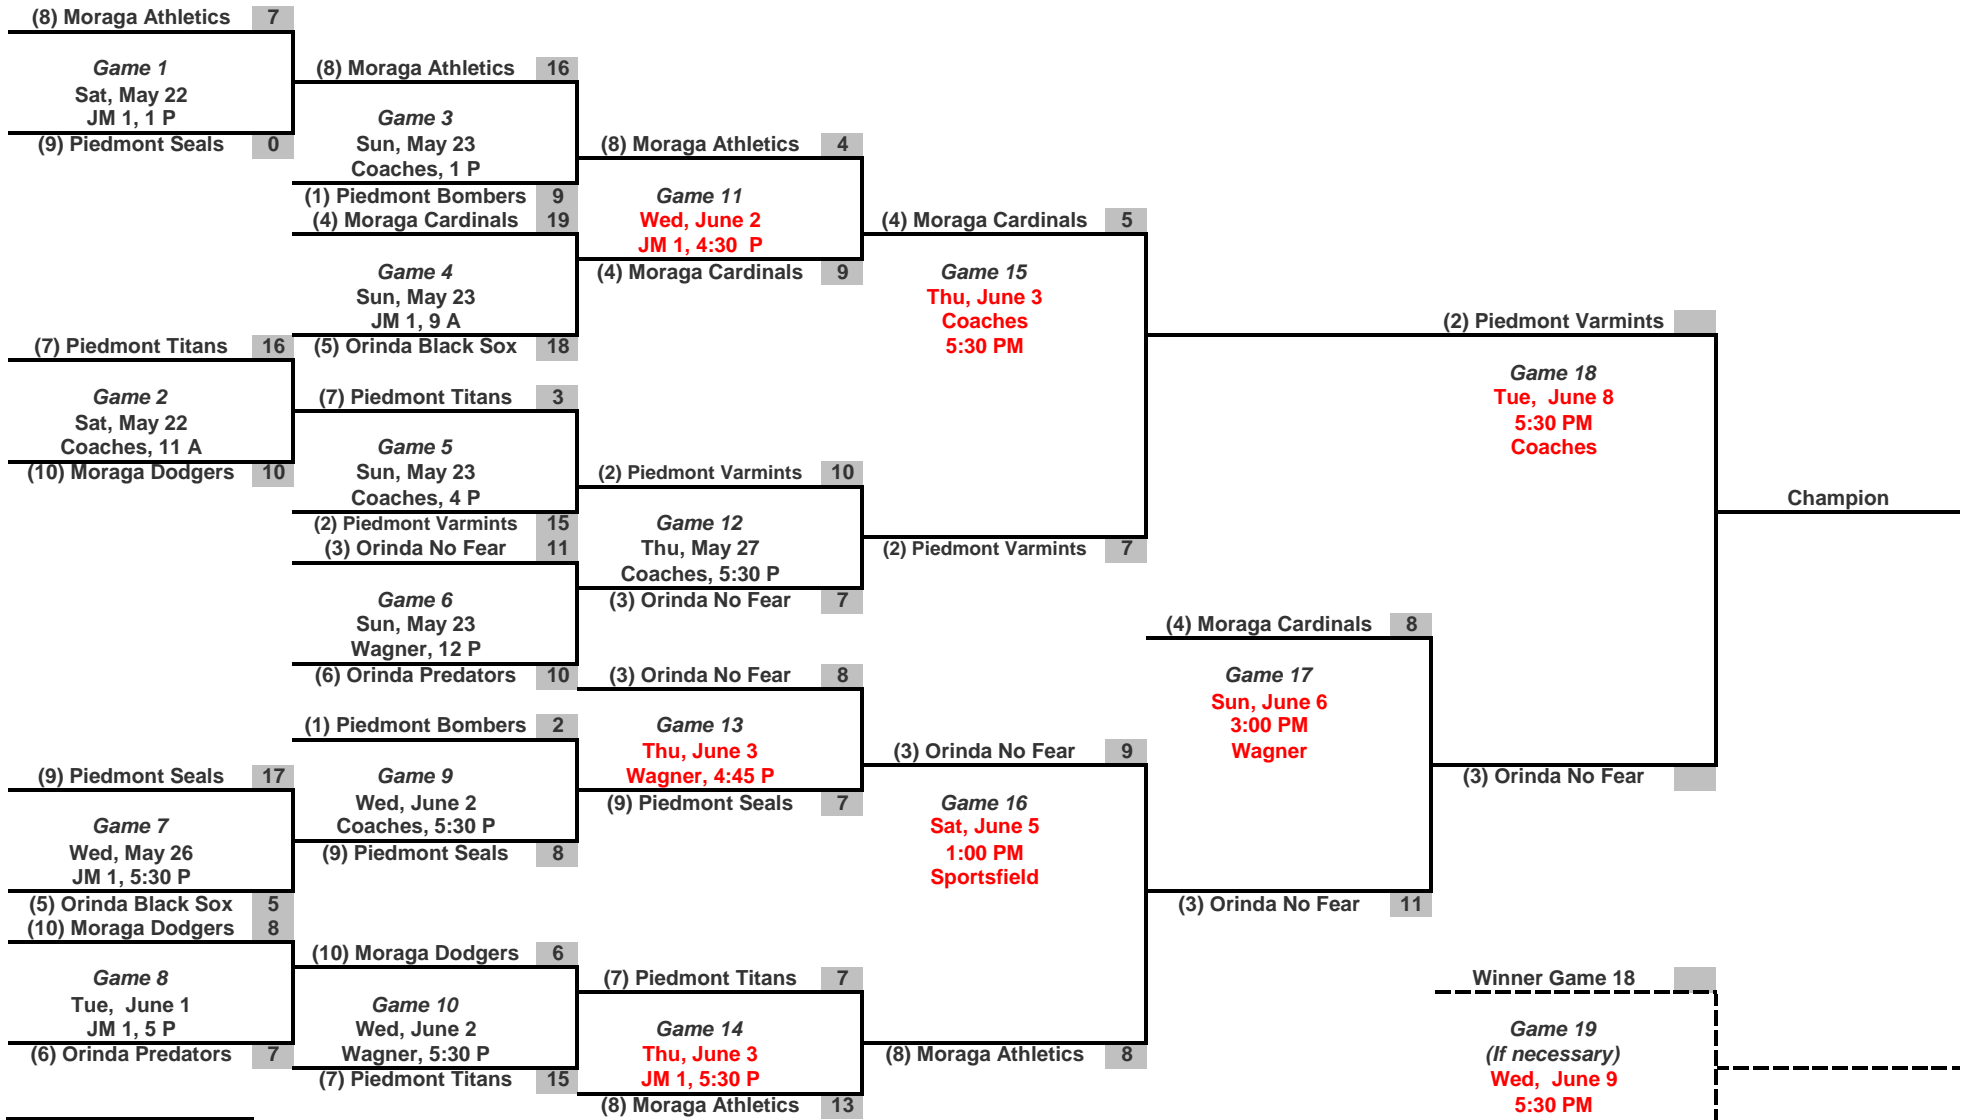 (8) Moraga Athletics 7
Game 1
Sat, May 22
JM 1, 1 P
(9) Piedmont Seals 0
(7) Piedmont Titans 16
Game 2
Sat, May 22
Coaches, 11 A
(10) Moraga Dodgers 10
(9) Piedmont Seals 17
Game 7
Wed, May 26
JM 1, 5:30 P
(5) Orinda Black Sox 5
(10) Moraga Dodgers 8
Game 8
Tue, June 1
JM 1, 5 P
(6) Orinda Predators 7
(8) Moraga Athletics 16
Game 3
Sun, May 23
Coaches, 1 P
(1) Piedmont Bombers 9
(4) Moraga Cardinals 19
Game 4
Sun, May 23
JM 1, 9 A
(5) Orinda Black Sox 18
(7) Piedmont Titans 3
Game 5
Sun, May 23
Coaches, 4 P
(2) Piedmont Varmints 15
(3) Orinda No Fear 11
Game 6
Sun, May 23
Wagner, 12 P
(6) Orinda Predators 10
(1) Piedmont Bombers 2
Game 9
Wed, June 2
Coaches, 5:30 P
(9) Piedmont Seals 8
(10) Moraga Dodgers 6
Game 10
Wed, June 2
Wagner, 5:30 P
(7) Piedmont Titans 15
(8) Moraga Athletics 4
Game 11
Wed, June 2
JM 1, 4:30 P
(4) Moraga Cardinals 9
(2) Piedmont Varmints 10
Game 12
Thu, May 27
Coaches, 5:30 P
(3) Orinda No Fear 7
(3) Orinda No Fear 8
Game 13
Thu, June 3
Wagner, 4:45 P
(9) Piedmont Seals 7
(7) Piedmont Titans 7
Game 14
Thu, June 3
JM 1, 5:30 P
(8) Moraga Athletics 13
(4) Moraga Cardinals 5
Game 15
Thu, June 3
Coaches
5:30 PM
(2) Piedmont Varmints 7
(3) Orinda No Fear 9
Game 16
Sat, June 5
1:00 PM
Sportsfield
(8) Moraga Athletics 8
(4) Moraga Cardinals 8
Game 17
Sun, June 6
3:00 PM
Wagner
(3) Orinda No Fear 11
(2) Piedmont Varmints
Game 18
Tue, June 8
5:30 PM
Coaches
(3) Orinda No Fear
Champion
Winner Game 18
Game 19
(If necessary)
Wed, June 9
5:30 PM